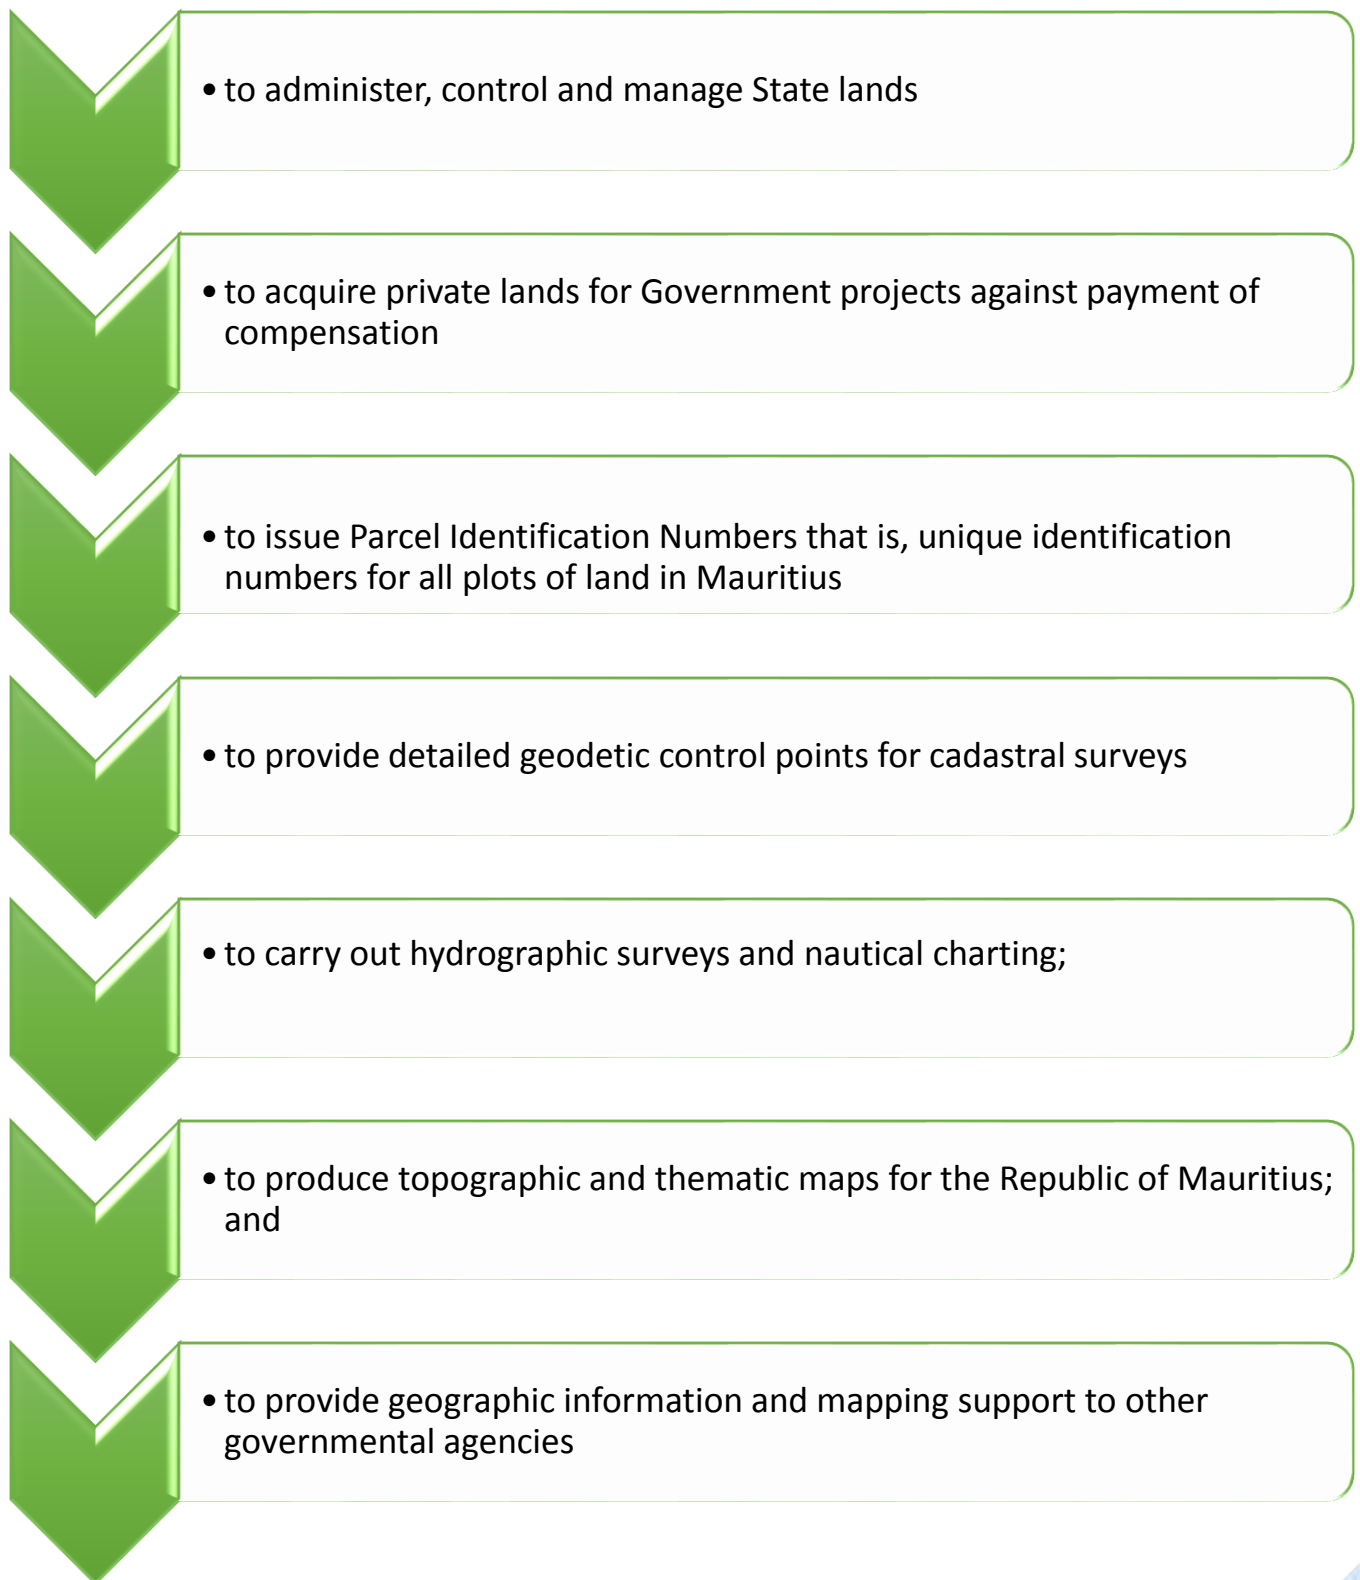 • to administer, control and manage State lands
• to acquire private lands for Government projects against payment of
compensation
• to issue Parcel Identification Numbers that is, unique identification
numbers for all plots of land in Mauritius
• to provide detailed geodetic control points for cadastral surveys
• to carry out hydrographic surveys and nautical charting;
• to produce topographic and thematic maps for the Republic of Mauritius;
and
• to provide geographic information and mapping support to other
governmental agencies